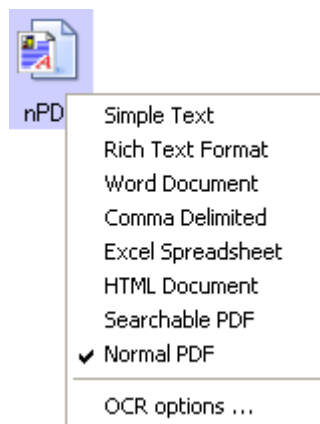 nPD
Simple Text
Rich Text Format
Word Document
Comma Delimited
Excel Spreadsheet
HTML Document
Searchable PDF
Normal PDF
OCR options ...